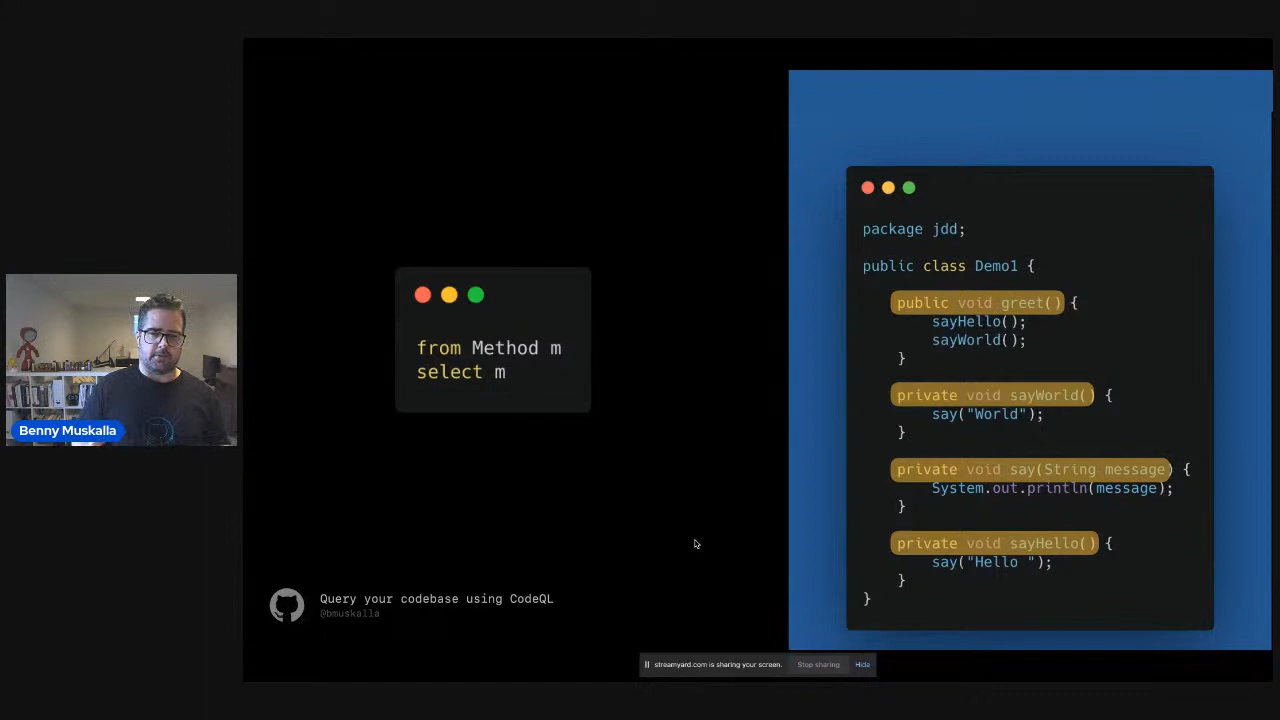 Benny Muskalla
from Method m
select m
Query your codebase using CodeQL
@bmuskalla
package jdd;
public class Demo1 {
public void greet() {
sayHello();
sayWorld();
}
private void sayWorld() {
say("World");
}
private void say(String message) {
System.out.println(message);
}
private void sayHello() {
say("Hello ");
}
}
streamyard.com is sharing your screen.
Stop sharing
Hide